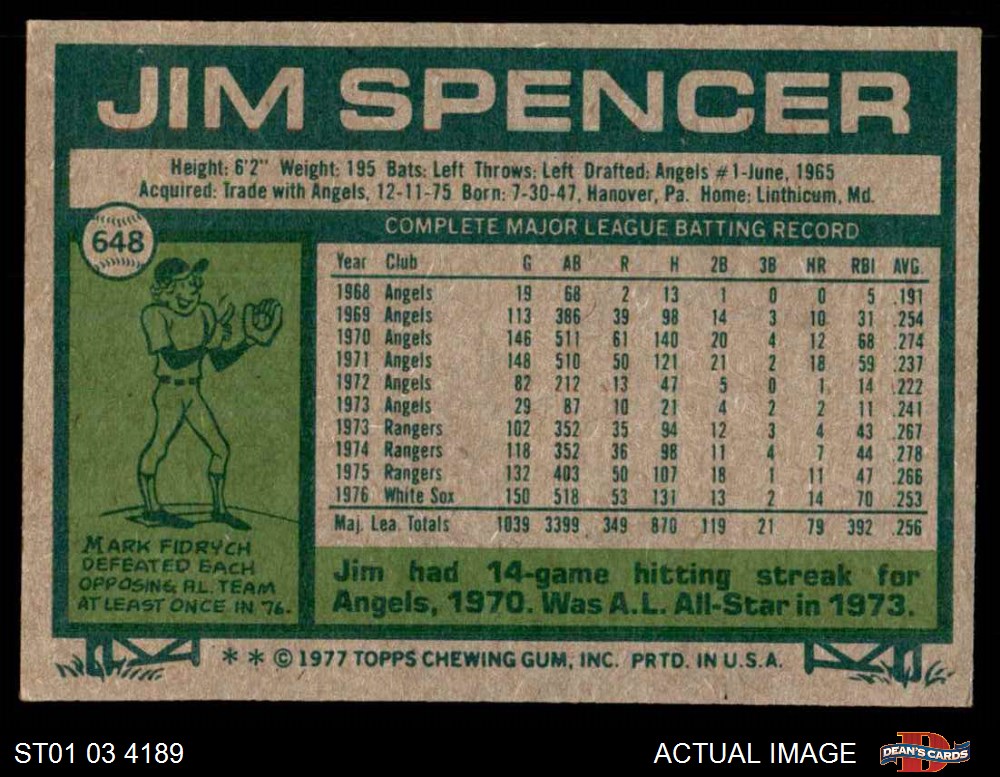 JIM SPENCER
Height: 6'2" Weight: 195 Bats: Left Throws: Left Drafted: Angels #1-June, 1965
Acquired: Trade with Angels, 12-11-75 Born: 7-30-47, Hanover, Pa. Home: Linthicum, Md.
648
COMPLETE MAJOR LEAGUE BATTING RECORD
Year Club G AB R H 2B 3B HR RBI AVG.
1968 Angels 19 68 2 13 1 0 0 5 .191
1969 Angels 113 386 39 98 14 3 10 31 .254
1970 Angels 146 511 61 140 20 4 12 68 .274
1971 Angels 148 510 50 121 21 2 18 59 .237
1972 Angels 82 212 13 47 5 0 1 14 .222
1973 Angels 29 87 10 21 4 2 2 11 .241
1973 Rangers 102 352 35 94 12 3 4 43 .267
1974 Rangers 118 352 36 98 11 4 7 44 .278
1975 Rangers 132 403 50 107 18 1 11 47 .266
1976 White Sox 150 518 53 131 13 2 14 70 .253
Maj. Lea. Totals 1039 3399 349 870 119 21 79 392 .256
MARK FIDRYCH
DEFEATED EACH
OPPOSING A.L. TEAM
AT LEAST ONCE IN '76.
Jim had 14-game hitting streak for
Angels, 1970. Was A.L. All-Star in 1973.
* * © 1977 TOPPS CHEWING GUM, INC. PRTD. IN U.S.A.
ST01 03 4189
ACTUAL IMAGE
D
DEAN'S CARDS